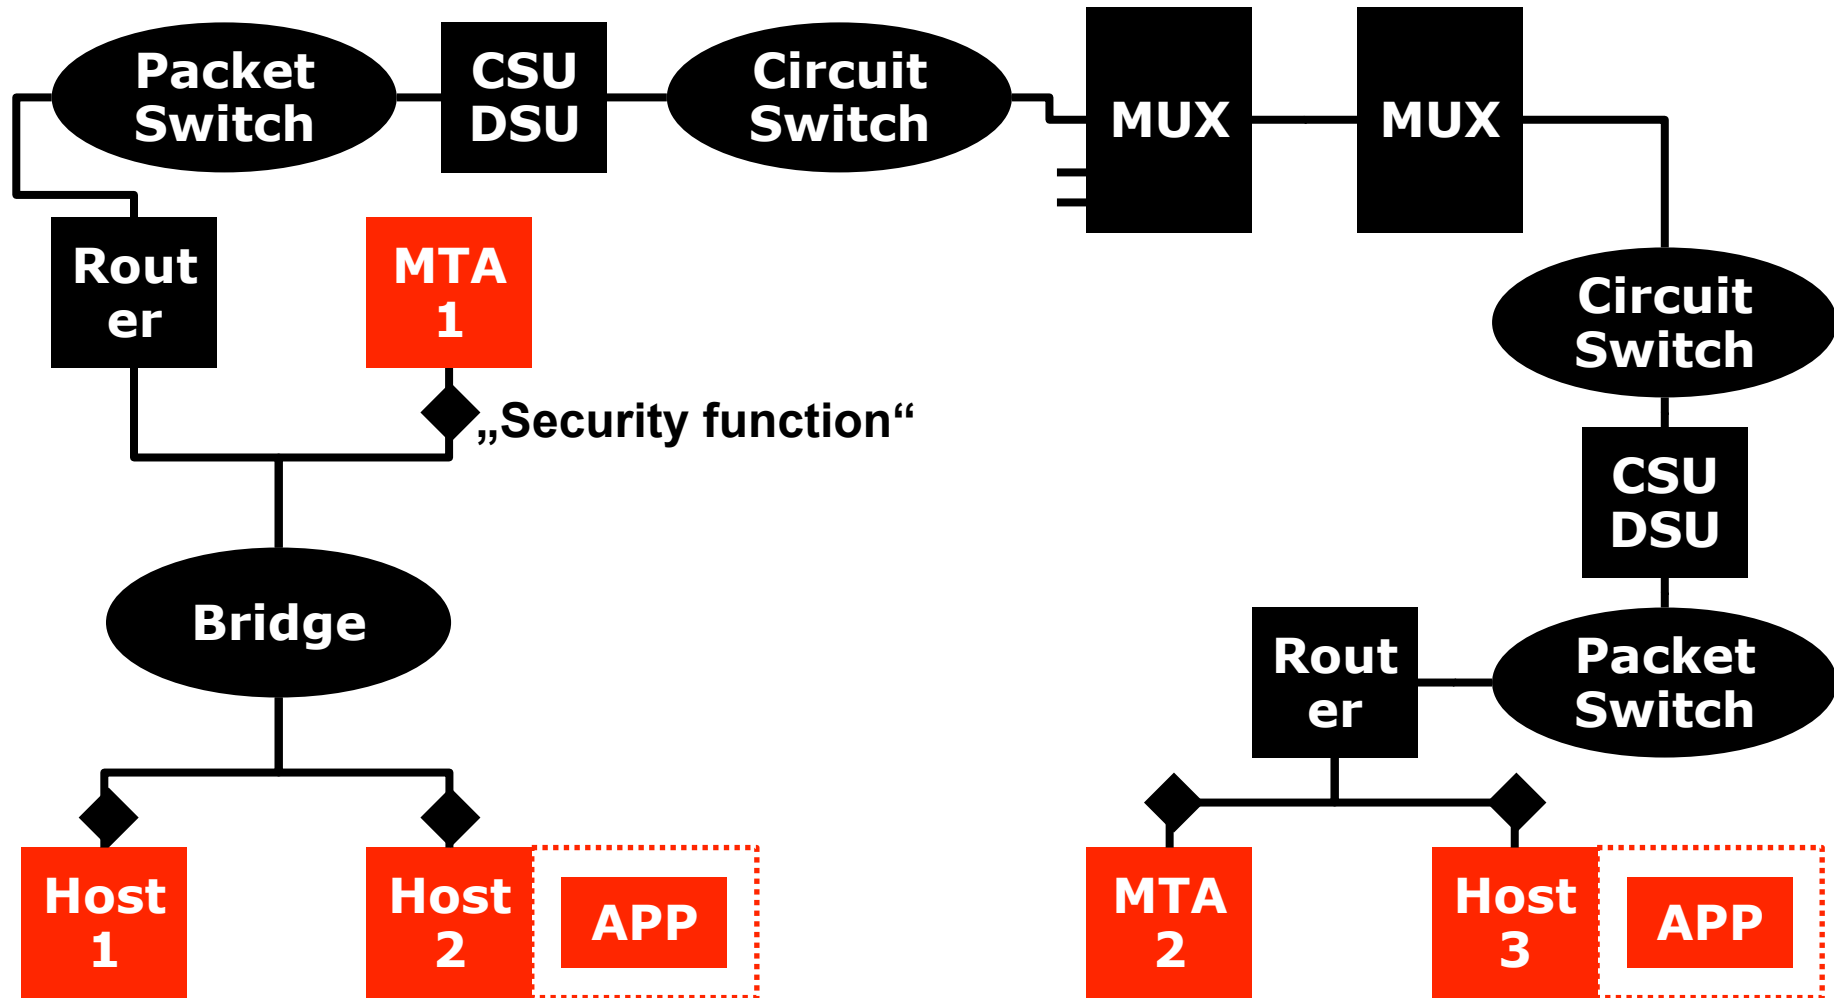 Packet
Switch
CSU
DSU
Circuit
Switch
MUX
MUX
Rout
er
MTA
1
Circuit
Switch
„Security function“
CSU
DSU
Bridge
Rout
er
Packet
Switch
Host
1
Host
2
APP
MTA
2
Host
3
APP